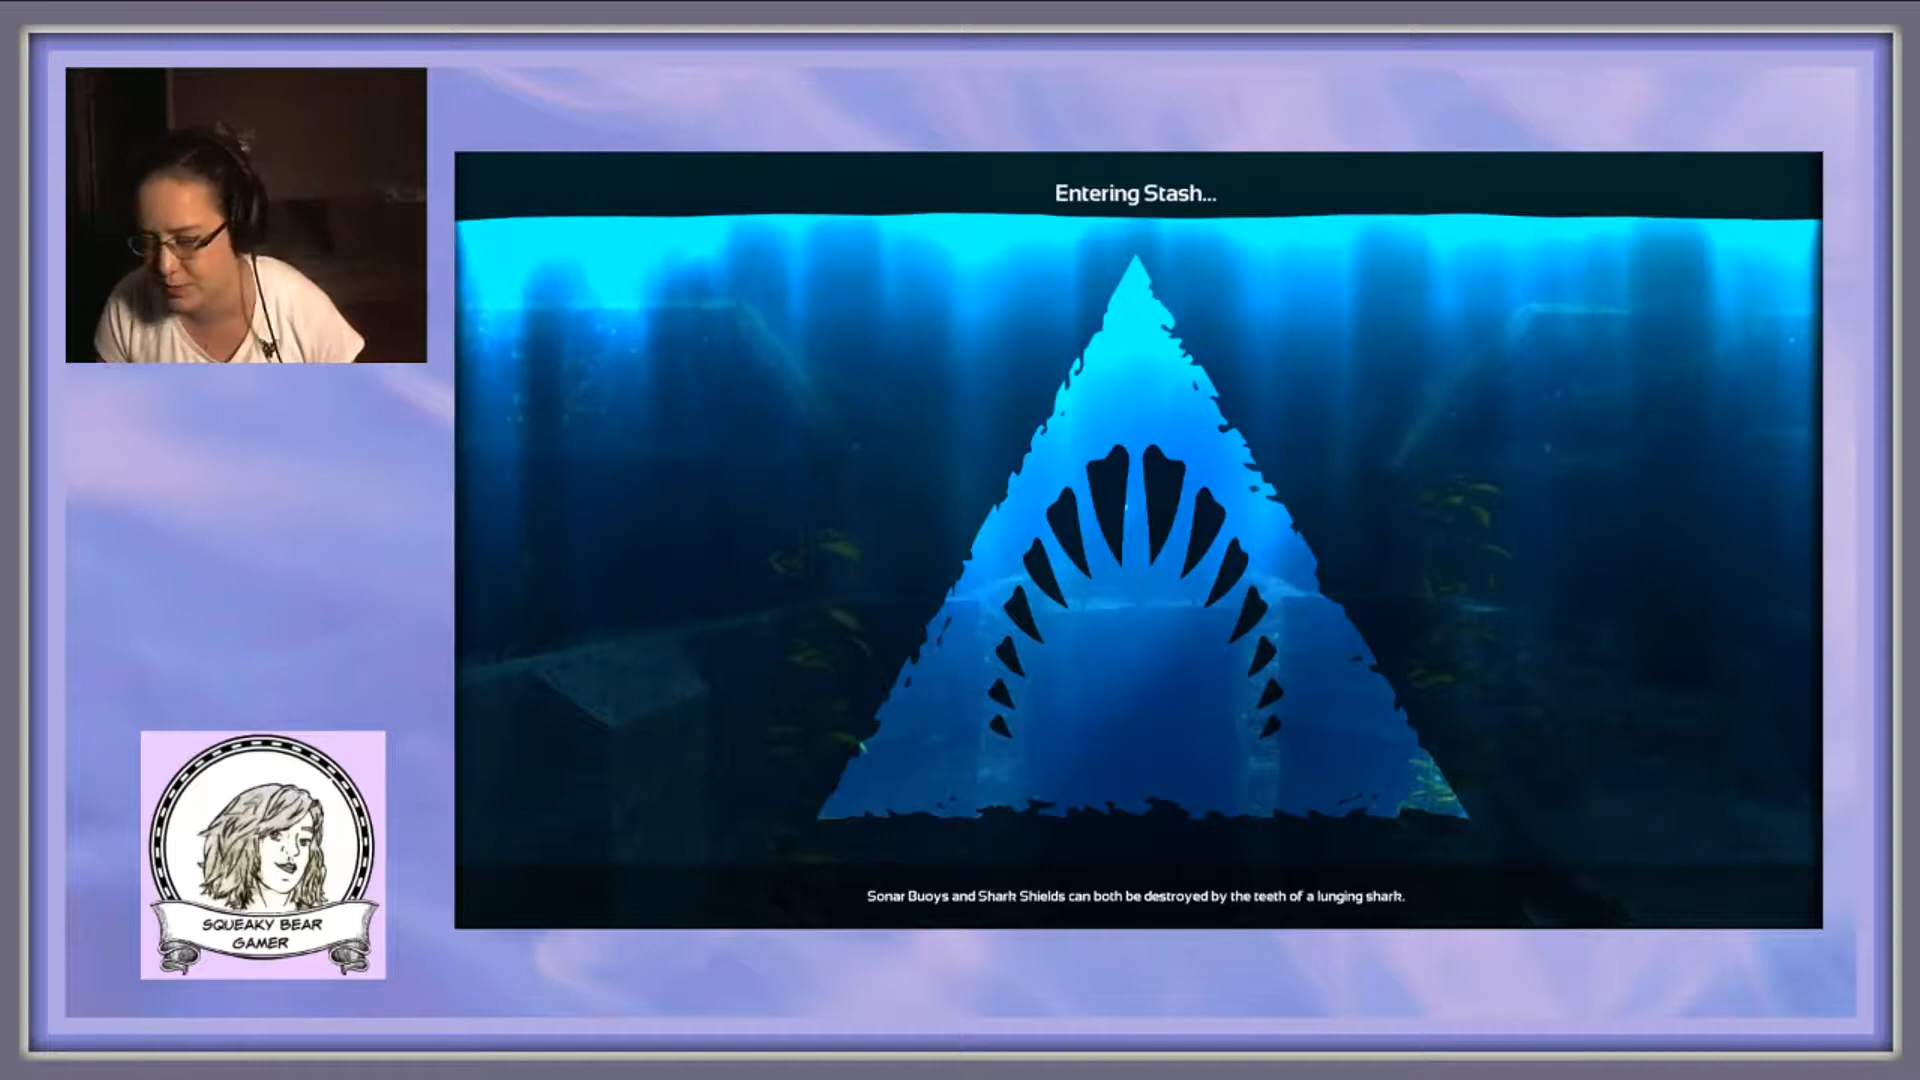 Entering Stash...
Sonar Buoys and Shark Shields can both be destroyed by the teeth of a lunging shark.
SQUEAKY BEAR
GAMER